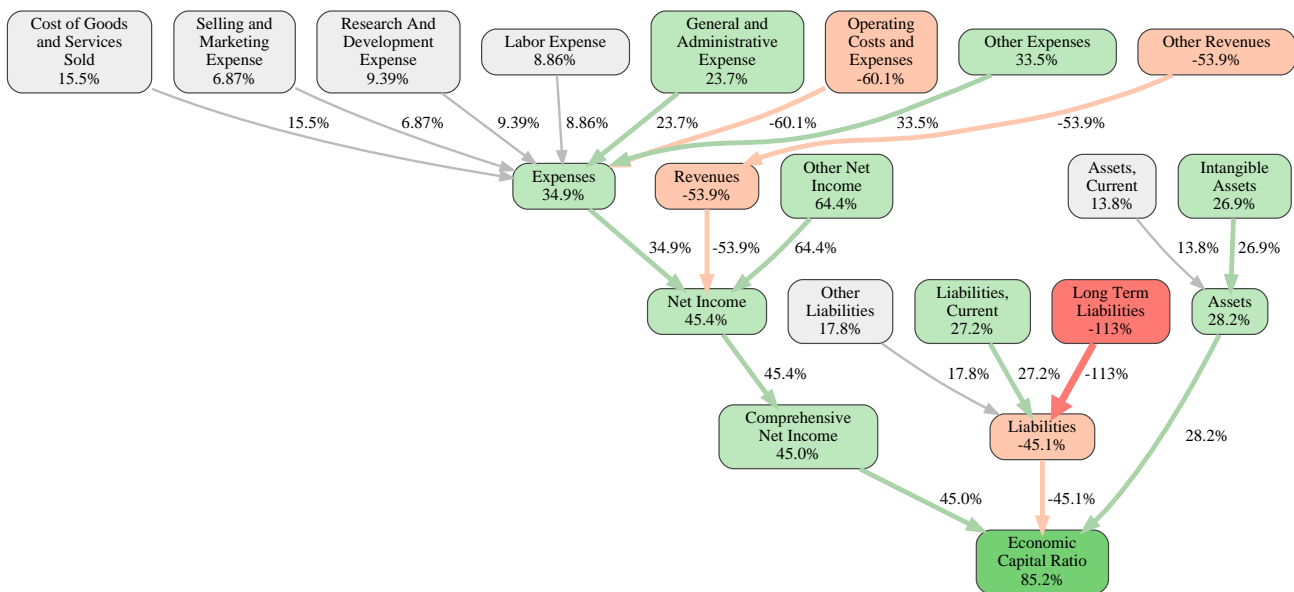 Cost of Goods
and Services
Sold
15.5%
Selling and
Marketing
Expense
6.87%
Research And
Development
Expense
9.39%
Labor Expense
8.86%
General and
Administrative
Expense
23.7%
Operating
Costs and
Expenses
-60.1%
Other Expenses
33.5%
Other Revenues
-53.9%
15.5%
6.87%
9.39%
8.86%
23.7%
-60.1%
33.5%
-53.9%
Expenses
34.9%
Revenues
-53.9%
Other Net
Income
64.4%
Assets,
Current
13.8%
Intangible
Assets
26.9%
34.9%
-53.9%
64.4%
13.8%
26.9%
Net Income
45.4%
Other
Liabilities
17.8%
Liabilities,
Current
27.2%
Long Term
Liabilities
-113%
Assets
28.2%
45.4%
17.8%
27.2%
-113%
Comprehensive
Net Income
45.0%
Liabilities
-45.1%
28.2%
45.0%
-45.1%
Economic
Capital Ratio
85.2%